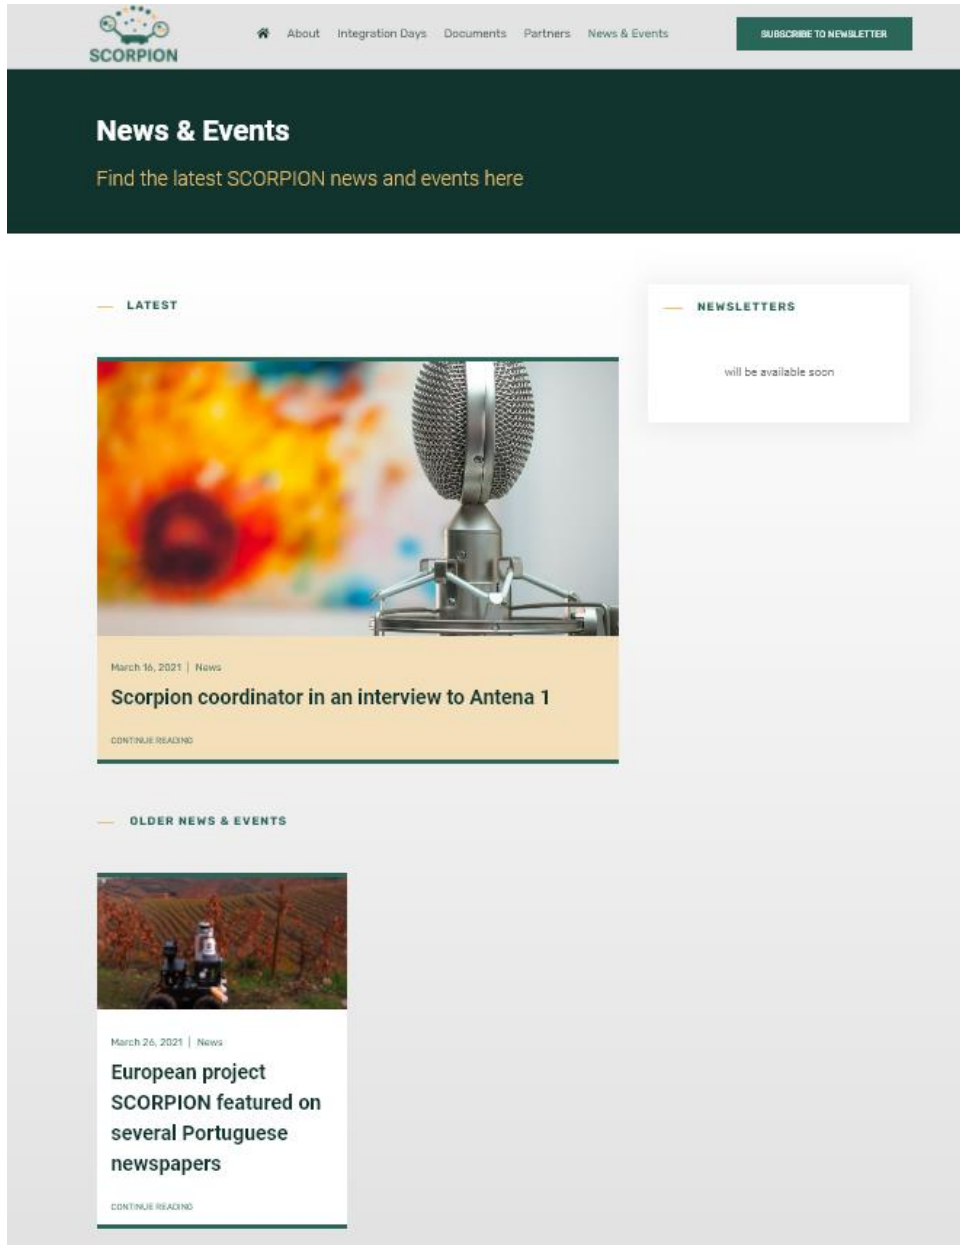 SCORPION
About Integration Days Documents Partners News & Events
SUBSCRIBE TO NEWSLETTER
News & Events
Find the latest SCORPION news and events here
LATEST
NEWSLETTERS
will be available soon
March 16, 2021 | News
Scorpion coordinator in an interview to Antena 1
CONTINUE READING
OLDER NEWS & EVENTS
March 26, 2021 | News
European project
SCORPION featured on
several Portuguese
newspapers
CONTINUE READING